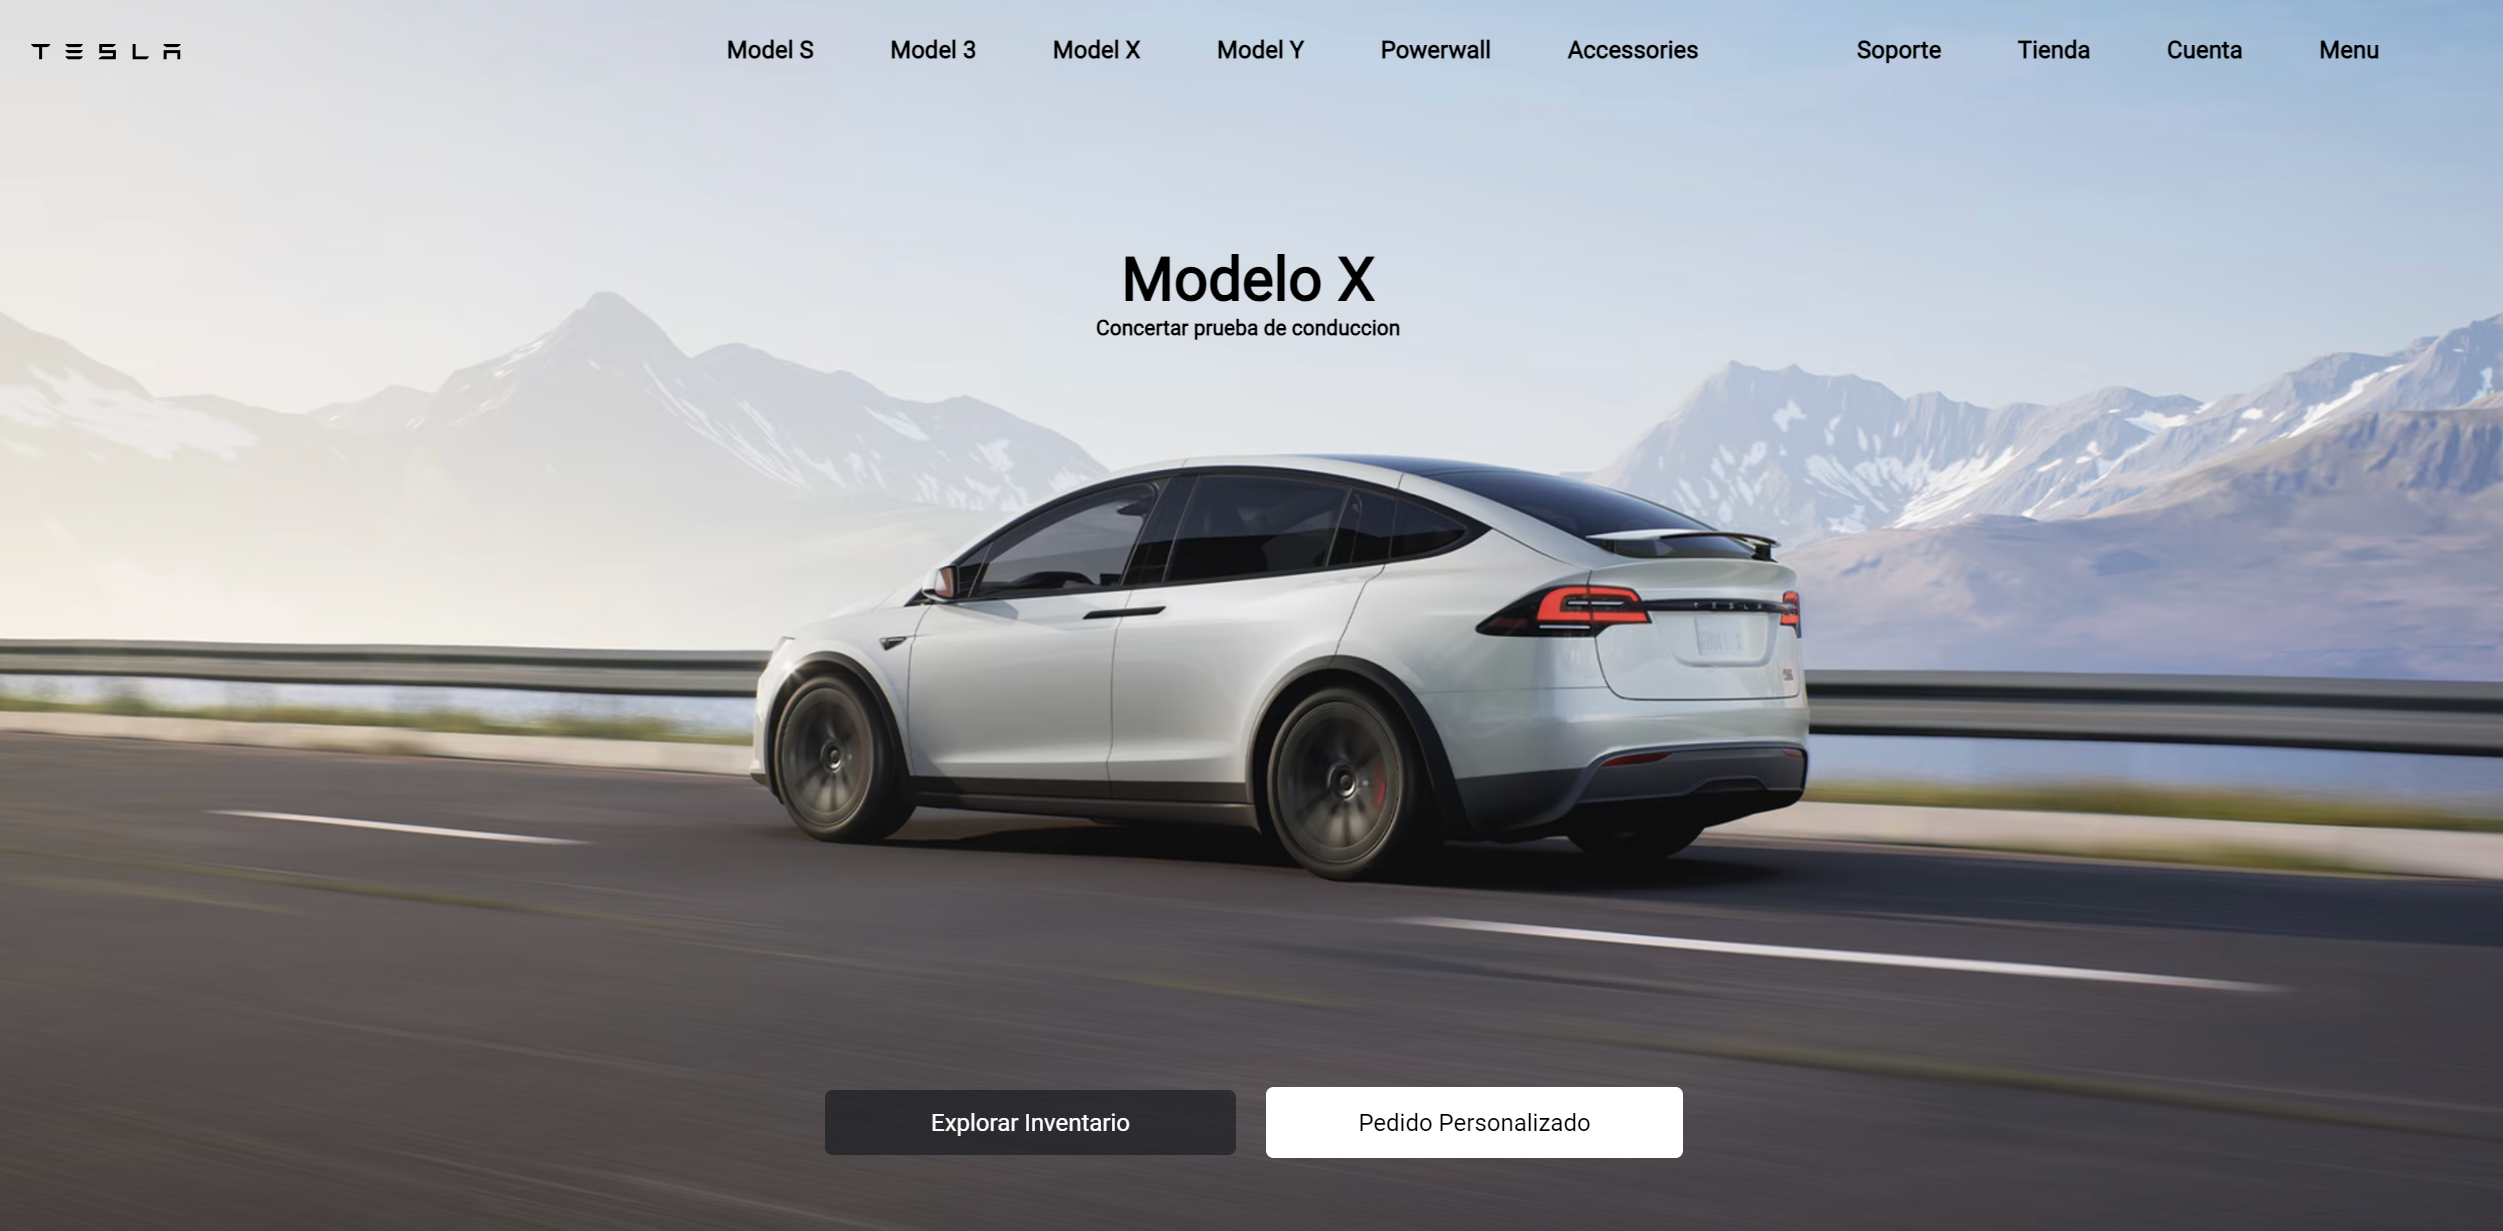 TESLA Model S Model 3 Model X Model Y Powerwall Accessories Soporte Tienda Cuenta Menu
Modelo X
Concertar prueba de conduccion
TESLA
Explorar Inventario Pedido Personalizado